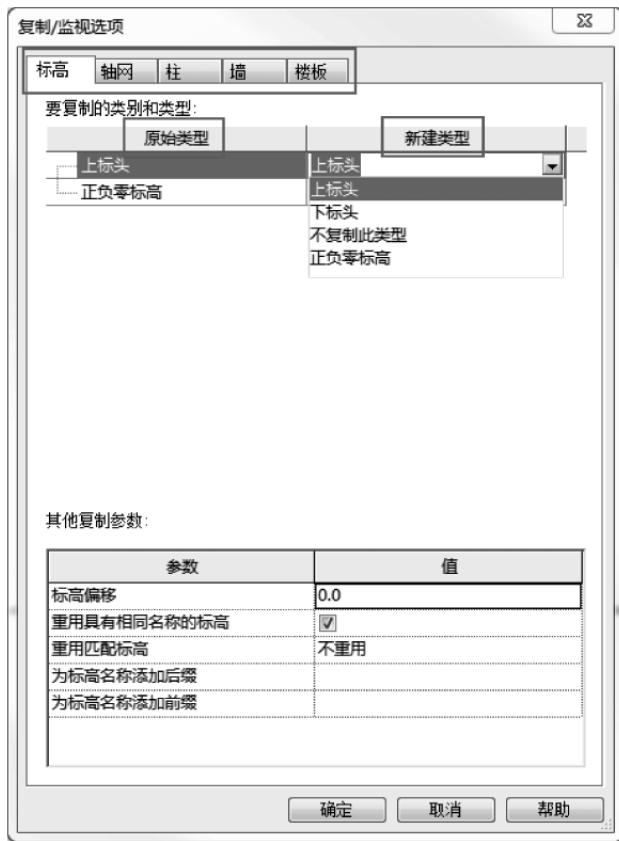 复制/监视选项
标高 轴网 柱 墙 楼板
要复制的类别和类型:
原始类型 新建类型
上标头 上标头
正负零标高 上标头
下标头
不复制此类型
正负零标高
其他复制参数:
参数 值
标高偏移 0.0
重用具有相同名称的标高
重用匹配标高 不重用
为标高名称添加后缀
为标高名称添加前缀
确定 取消 帮助